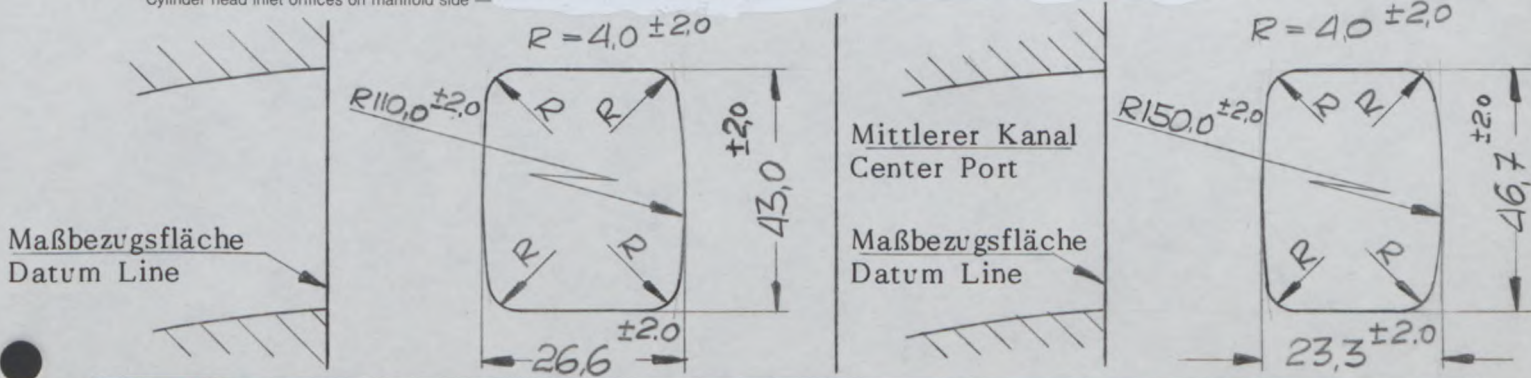 Cylinder head inlet orifices on manifold side —
R = 4,0 ±2,0
R110,0 ±2,0
R
R
±2,0
43,0
Maßbezugsfläche
Datum Line
R
R
26,6 ±2.0
R = 4,0 ±2,0
R150,0 ±2,0
R
R
Mittlerer Kanal
Center Port
46,7 ±2,0
Maßbezugsfläche
Datum Line
R
R
23,3 ±2.0